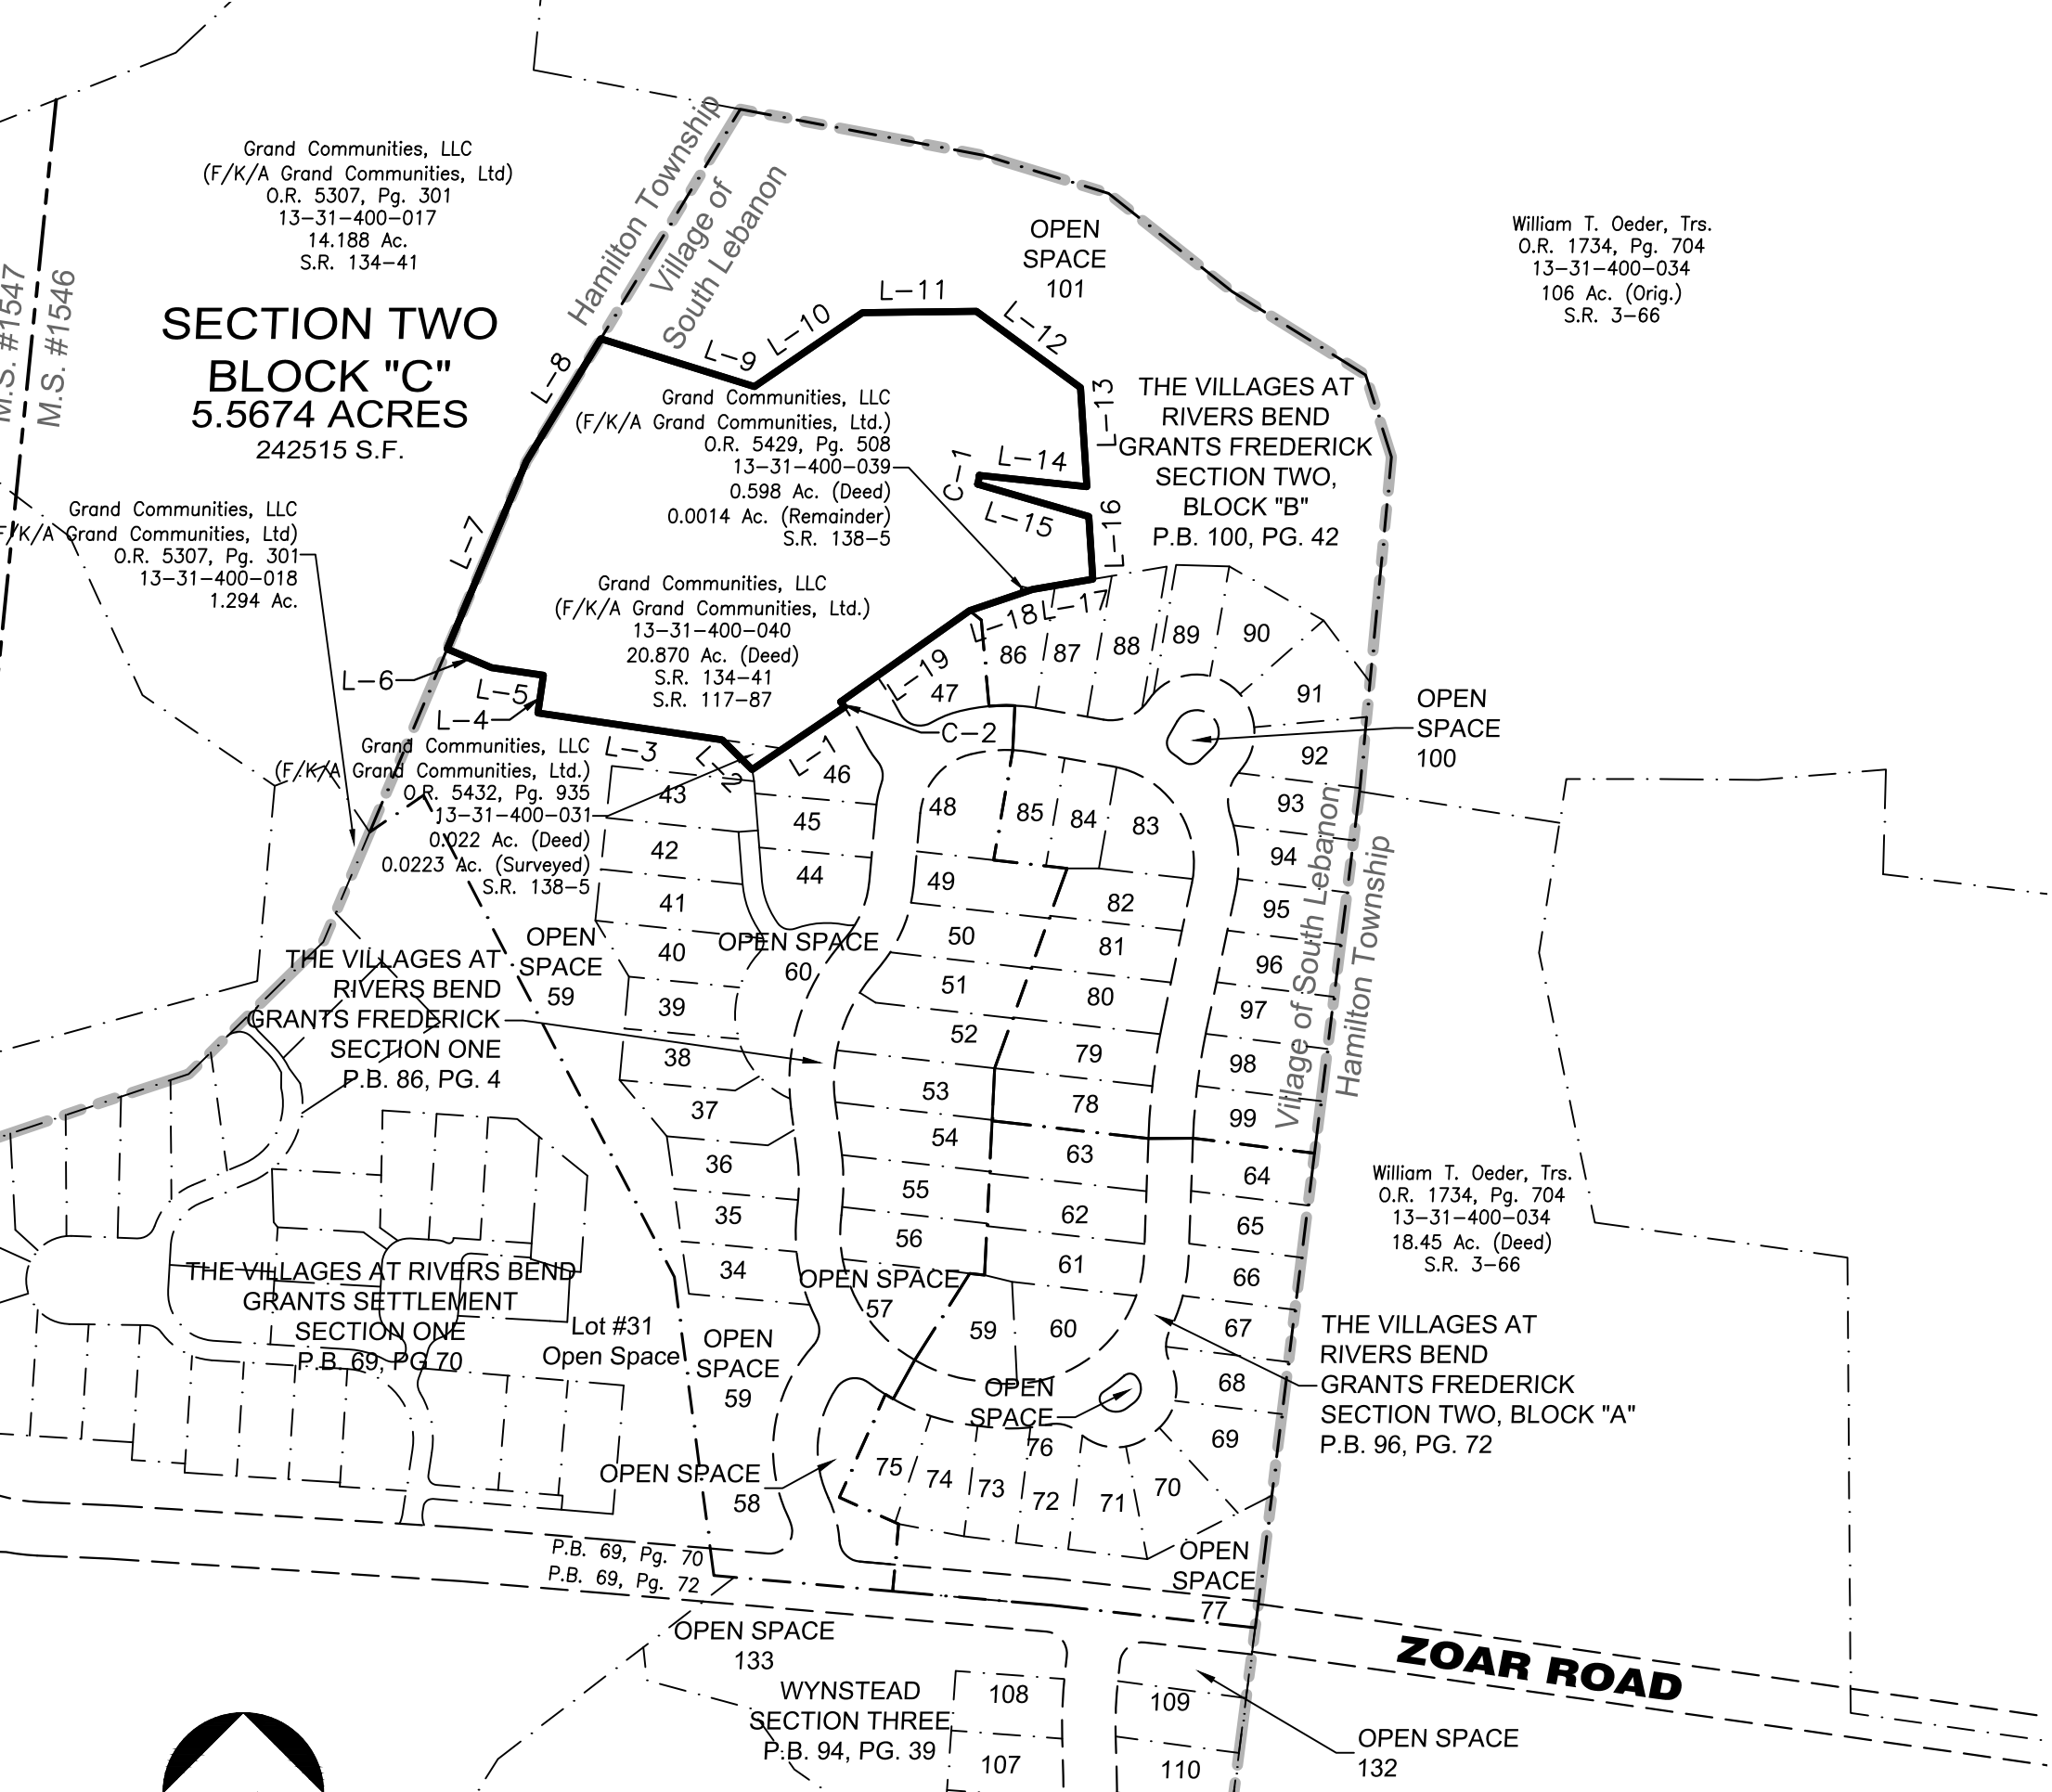 Grand Communities, LLC
(F/K/A Grand Communities, Ltd)
O.R. 5307, Pg. 301
13-31-400-017
14.188 Ac.
S.R. 134-41
SECTION TWO
BLOCK "C"
5.5674 ACRES
242515 S.F.
M.S. #1547
M.S. #1546
Hamilton Township
Village of
South Lebanon
OPEN
SPACE
101
William T. Oeder, Trs.
O.R. 1734, Pg. 704
13-31-400-034
106 Ac. (Orig.)
S.R. 3-66
L-8
L-9
L-10
L-11
L-12
L-13
L-14
C-1
L-15
L-16
L-17
L-18
L-19
L-7
L-6
L-5
L-4
L-3
L-2
L-1
C-2
Grand Communities, LLC
(F/K/A Grand Communities, Ltd.)
O.R. 5429, Pg. 508
13-31-400-039
0.598 Ac. (Deed)
0.0014 Ac. (Remainder)
S.R. 138-5
THE VILLAGES AT
RIVERS BEND
GRANTS FREDERICK
SECTION TWO,
BLOCK "B"
P.B. 100, PG. 42
Grand Communities, LLC
F/K/A Grand Communities, Ltd)
O.R. 5307, Pg. 301
13-31-400-018
1.294 Ac.
Grand Communities, LLC
(F/K/A Grand Communities, Ltd.)
13-31-400-040
20.870 Ac. (Deed)
S.R. 134-41
S.R. 117-87
Grand Communities, LLC
(F/K/A Grand Communities, Ltd.)
O.R. 5432, Pg. 935
13-31-400-031
0.022 Ac. (Deed)
0.0223 Ac. (Surveyed)
S.R. 138-5
86
87
88
89
90
91
92
93
94
95
96
97
98
99
OPEN
SPACE
100
47
46
45
44
43
42
41
40
39
38
37
36
35
34
48
49
50
51
52
53
54
55
56
85
84
83
82
81
80
79
78
63
62
61
60
59
64
65
66
67
68
69
70
71
72
73
74
75
76
Village of South Lebanon
Hamilton Township
OPEN
SPACE
59
OPEN SPACE
60
THE VILLAGES AT
RIVERS BEND
GRANTS FREDERICK
SECTION ONE
P.B. 86, PG. 4
William T. Oeder, Trs.
O.R. 1734, Pg. 704
13-31-400-034
18.45 Ac. (Deed)
S.R. 3-66
THE VILLAGES AT RIVERS BEND
GRANTS SETTLEMENT
SECTION ONE
P.B. 69, PG 70
Lot #31
Open Space
OPEN
SPACE
59
OPEN SPACE
57
OPEN
SPACE
THE VILLAGES AT
RIVERS BEND
GRANTS FREDERICK
SECTION TWO, BLOCK "A"
P.B. 96, PG. 72
OPEN SPACE
58
P.B. 69, Pg. 70
P.B. 69, Pg. 72
OPEN
SPACE
77
OPEN SPACE
133
WYNSTEAD
SECTION THREE
P.B. 94, PG. 39
108
107
109
110
ZOAR ROAD
OPEN SPACE
132